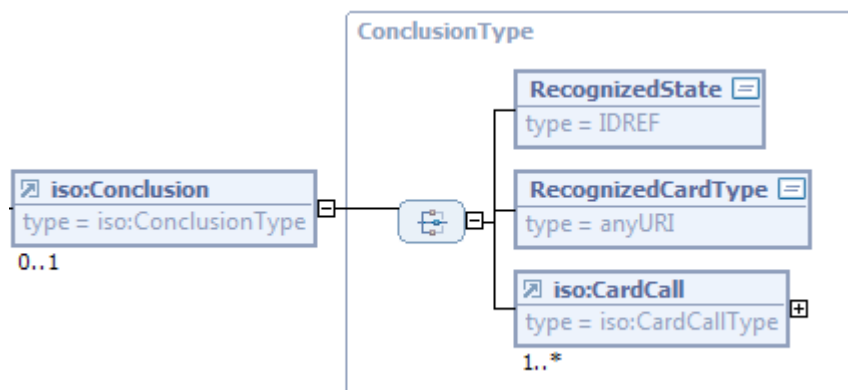 ConclusionType
RecognizedState
type = IDREF
iso:Conclusion
type = iso:ConclusionType
0..1
RecognizedCardType
type = anyURI
iso:CardCall
type = iso:CardCallType
1..*